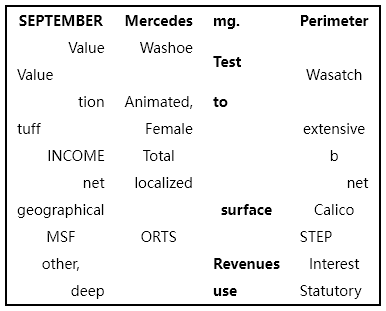 SEPTEMBER Mercedes mg. Perimeter
Value Washoe
Test
Value Wasatch
tion Animated, to
tuff Female extensive
INCOME Total b
net localized net
geographical surface Calico
MSF ORTS STEP
other, Revenues Interest
deep use Statutory